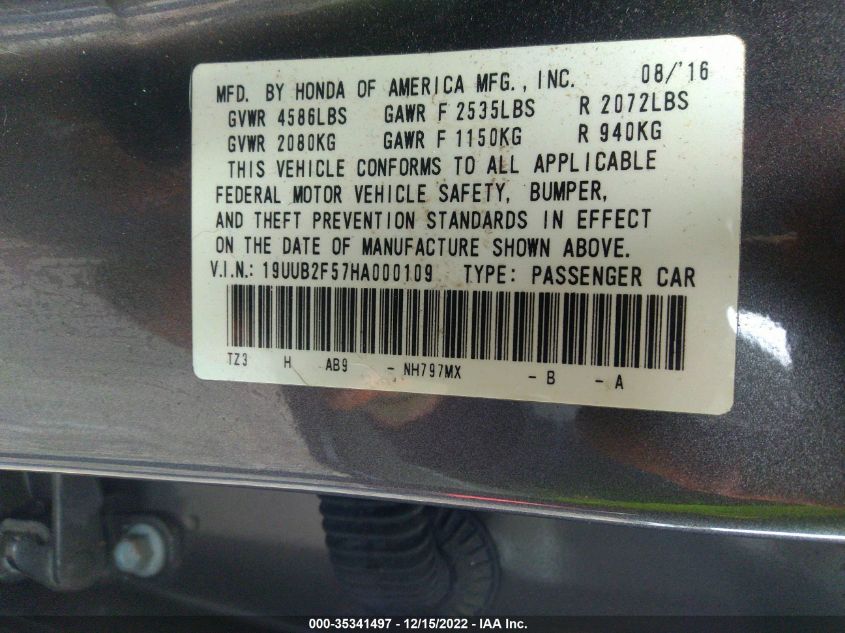 MFD. BY HONDA OF AMERICA MFG., INC. 08/'16
GVWR 4586LBS GAWR F 2535LBS R 2072LBS
GVWR 2080KG GAWR F 1150KG R 940KG
THIS VEHICLE CONFORMS TO ALL APPLICABLE
FEDERAL MOTOR VEHICLE SAFETY, BUMPER,
AND THEFT PREVENTION STANDARDS IN EFFECT
ON THE DATE OF MANUFACTURE SHOWN ABOVE.
V.I.N.: 19UUB2F57HA000109 TYPE: PASSENGER CAR
TZ3 H AB9 - NH797MX - B - A
000-35341497 - 12/15/2022 - IAA Inc.